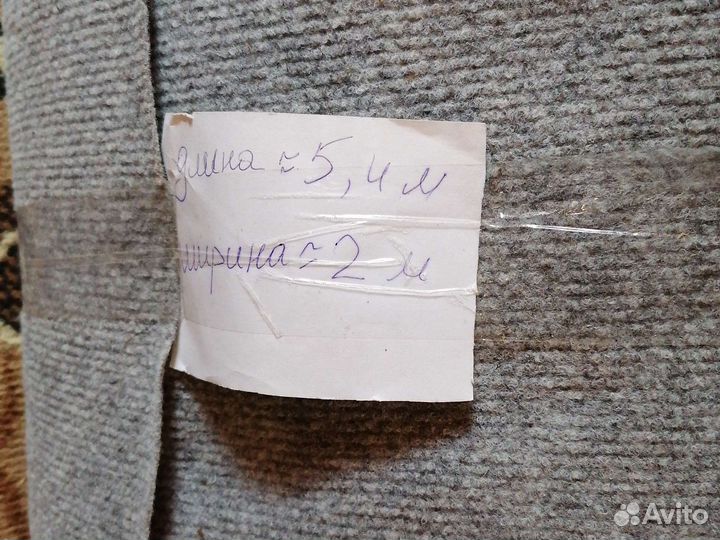 длина ≈ 5,4 м
ширина ≈ 2 м
Avito